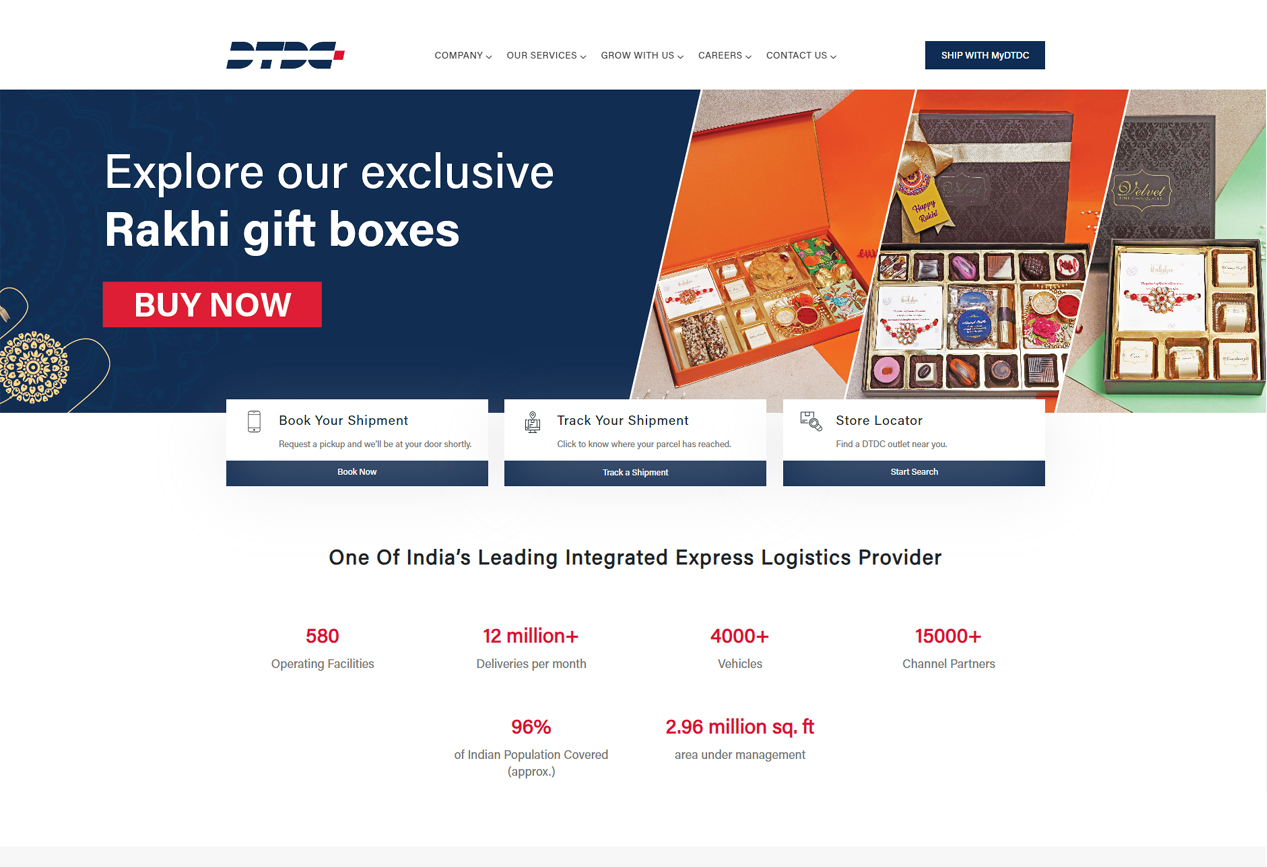 DTDC
COMPANY
OUR SERVICES
GROW WITH US
CAREERS
CONTACT US
SHIP WITH MyDTDC
Explore our exclusive
Rakhi gift boxes
BUY NOW
Happy
Rakhi
Velvet
Book Your Shipment
Request a pickup and we'll be at your door shortly.
Book Now
Track Your Shipment
Click to know where your parcel has reached.
Track a Shipment
Store Locator
Find a DTDC outlet near you.
Start Search
One Of India’s Leading Integrated Express Logistics Provider
580
Operating Facilities
12 million+
Deliveries per month
4000+
Vehicles
15000+
Channel Partners
96%
of Indian Population Covered
(approx.)
2.96 million sq. ft
area under management